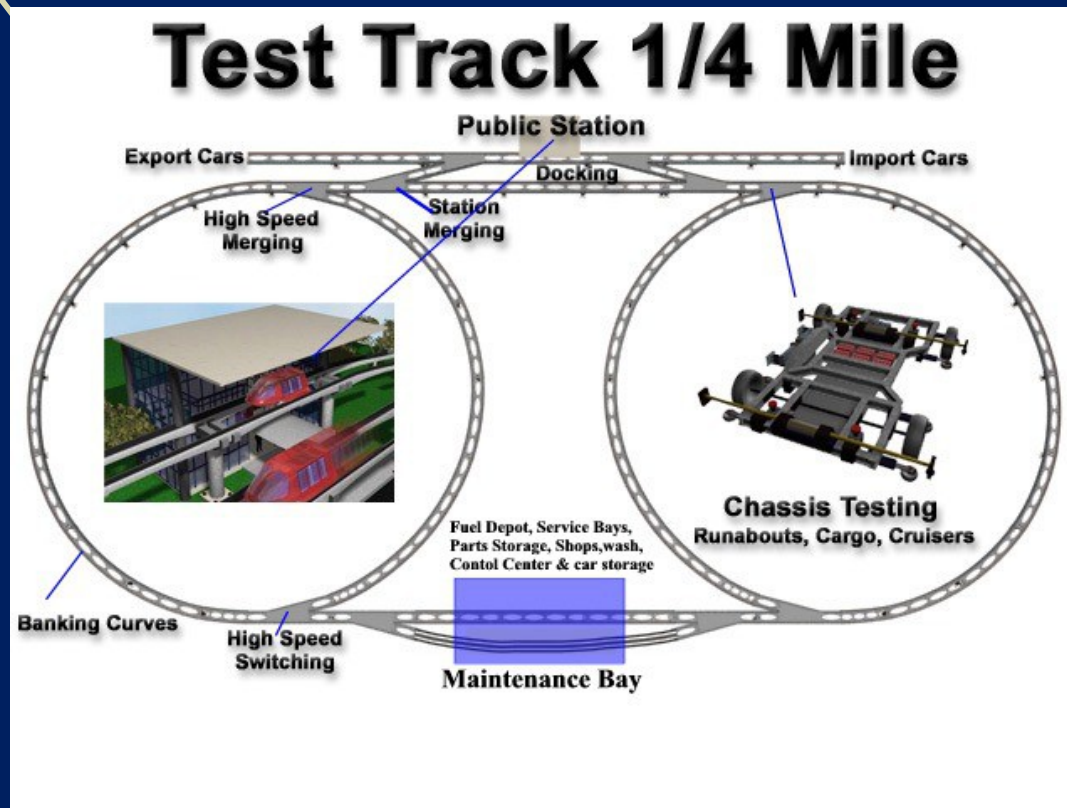 Test Track 1/4 Mile
Public Station
Export Cars
Import Cars
Docking
High Speed
Merging
Station
Merging
Chassis Testing
Runabouts, Cargo, Cruisers
Fuel Depot, Service Bays,
Parts Storage, Shops,wash,
Contol Center & car storage
Banking Curves
High Speed
Switching
Maintenance Bay